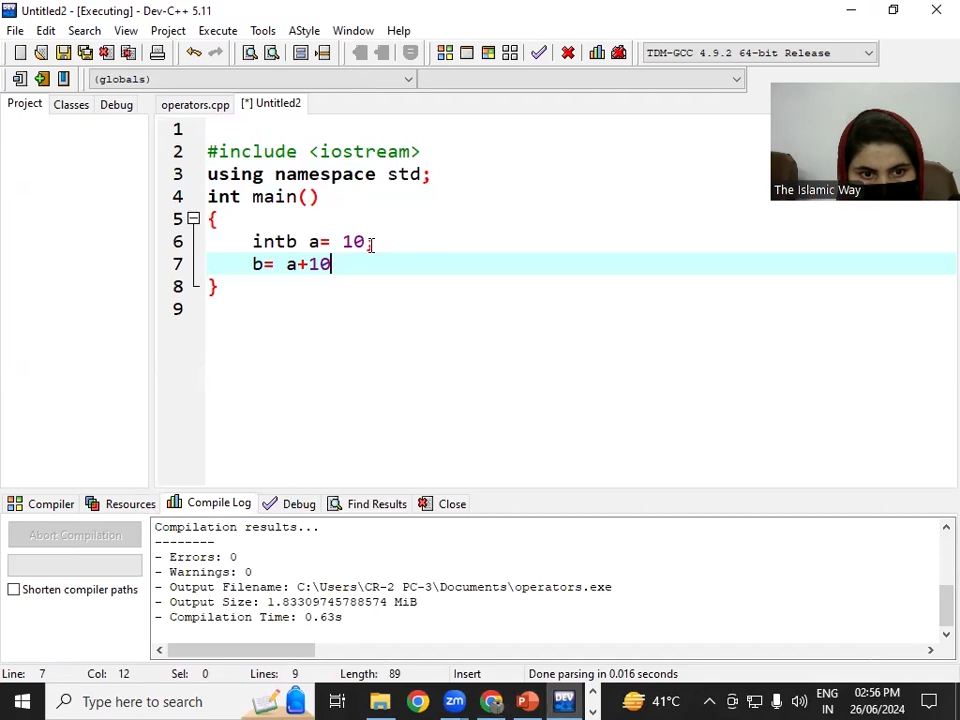 Untitled2 - [Executing] - Dev-C++ 5.11
File Edit Search View Project Execute Tools AStyle Window Help
TDM-GCC 4.9.2 64-bit Release
(globals)
Project Classes Debug operators.cpp [*] Untitled2
1
2 #include <iostream>
3 using namespace std;
4 int main()
5 {
6 intb a= 10;
7 b= a+10
8 }
9
The Islamic Way
Compiler Resources Compile Log Debug Find Results Close
Abort Compilation
Shorten compiler paths
Compilation results...
--------
- Errors: 0
- Warnings: 0
- Output Filename: C:\Users\CR-2 PC-3\Documents\operators.exe
- Output Size: 1.83309745788574 MiB
- Compilation Time: 0.63s
Line: 7 Col: 12 Sel: 0 Lines: 9 Length: 89 Insert Done parsing in 0.016 seconds
Type here to search
zm
DEV
41°C
ENG
IN
02:56 PM
26/06/2024